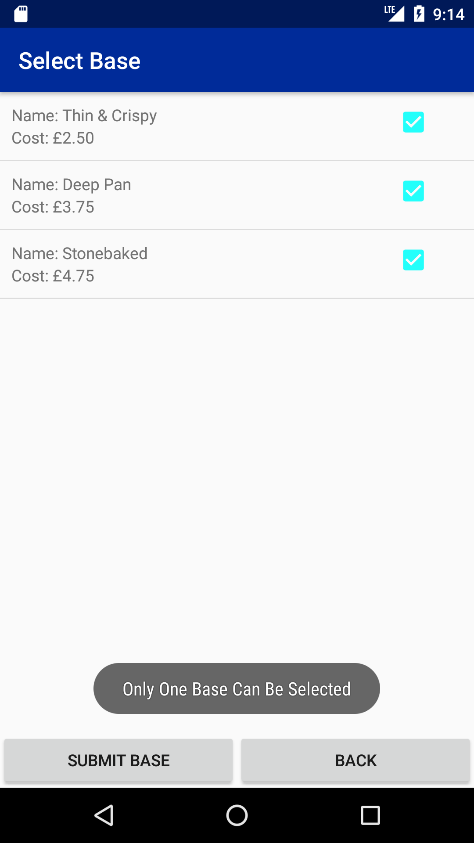 LTE 9:14
Select Base
Name: Thin & Crispy
Cost: £2.50
Name: Deep Pan
Cost: £3.75
Name: Stonebaked
Cost: £4.75
Only One Base Can Be Selected
SUBMIT BASE BACK